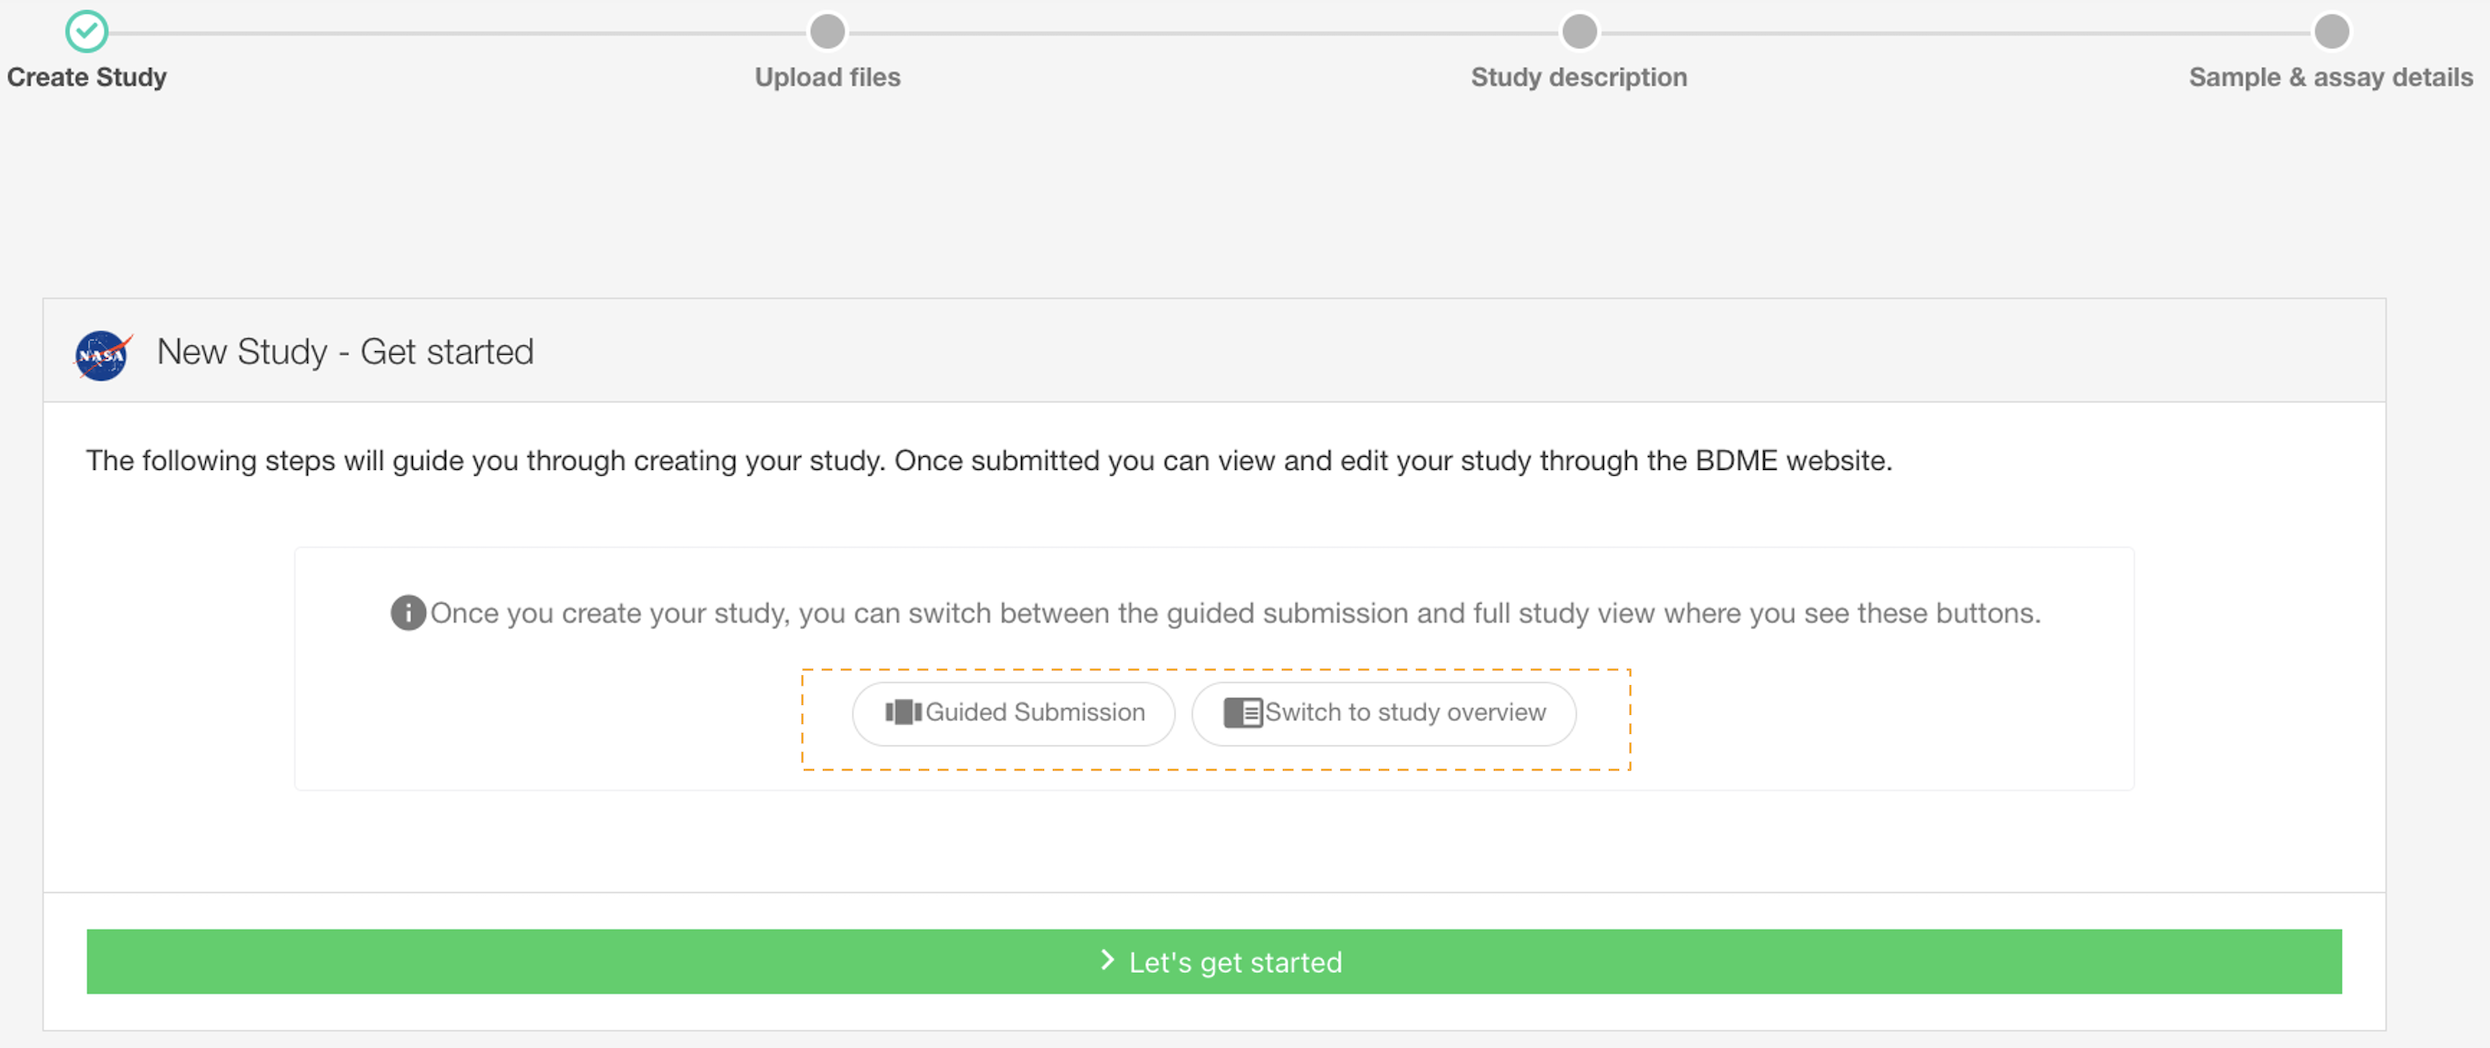 Create Study
Upload files
Study description
Sample & assay details
NASA
New Study - Get started
The following steps will guide you through creating your study. Once submitted you can view and edit your study through the BDME website.
Once you create your study, you can switch between the guided submission and full study view where you see these buttons.
Guided Submission
Switch to study overview
Let's get started